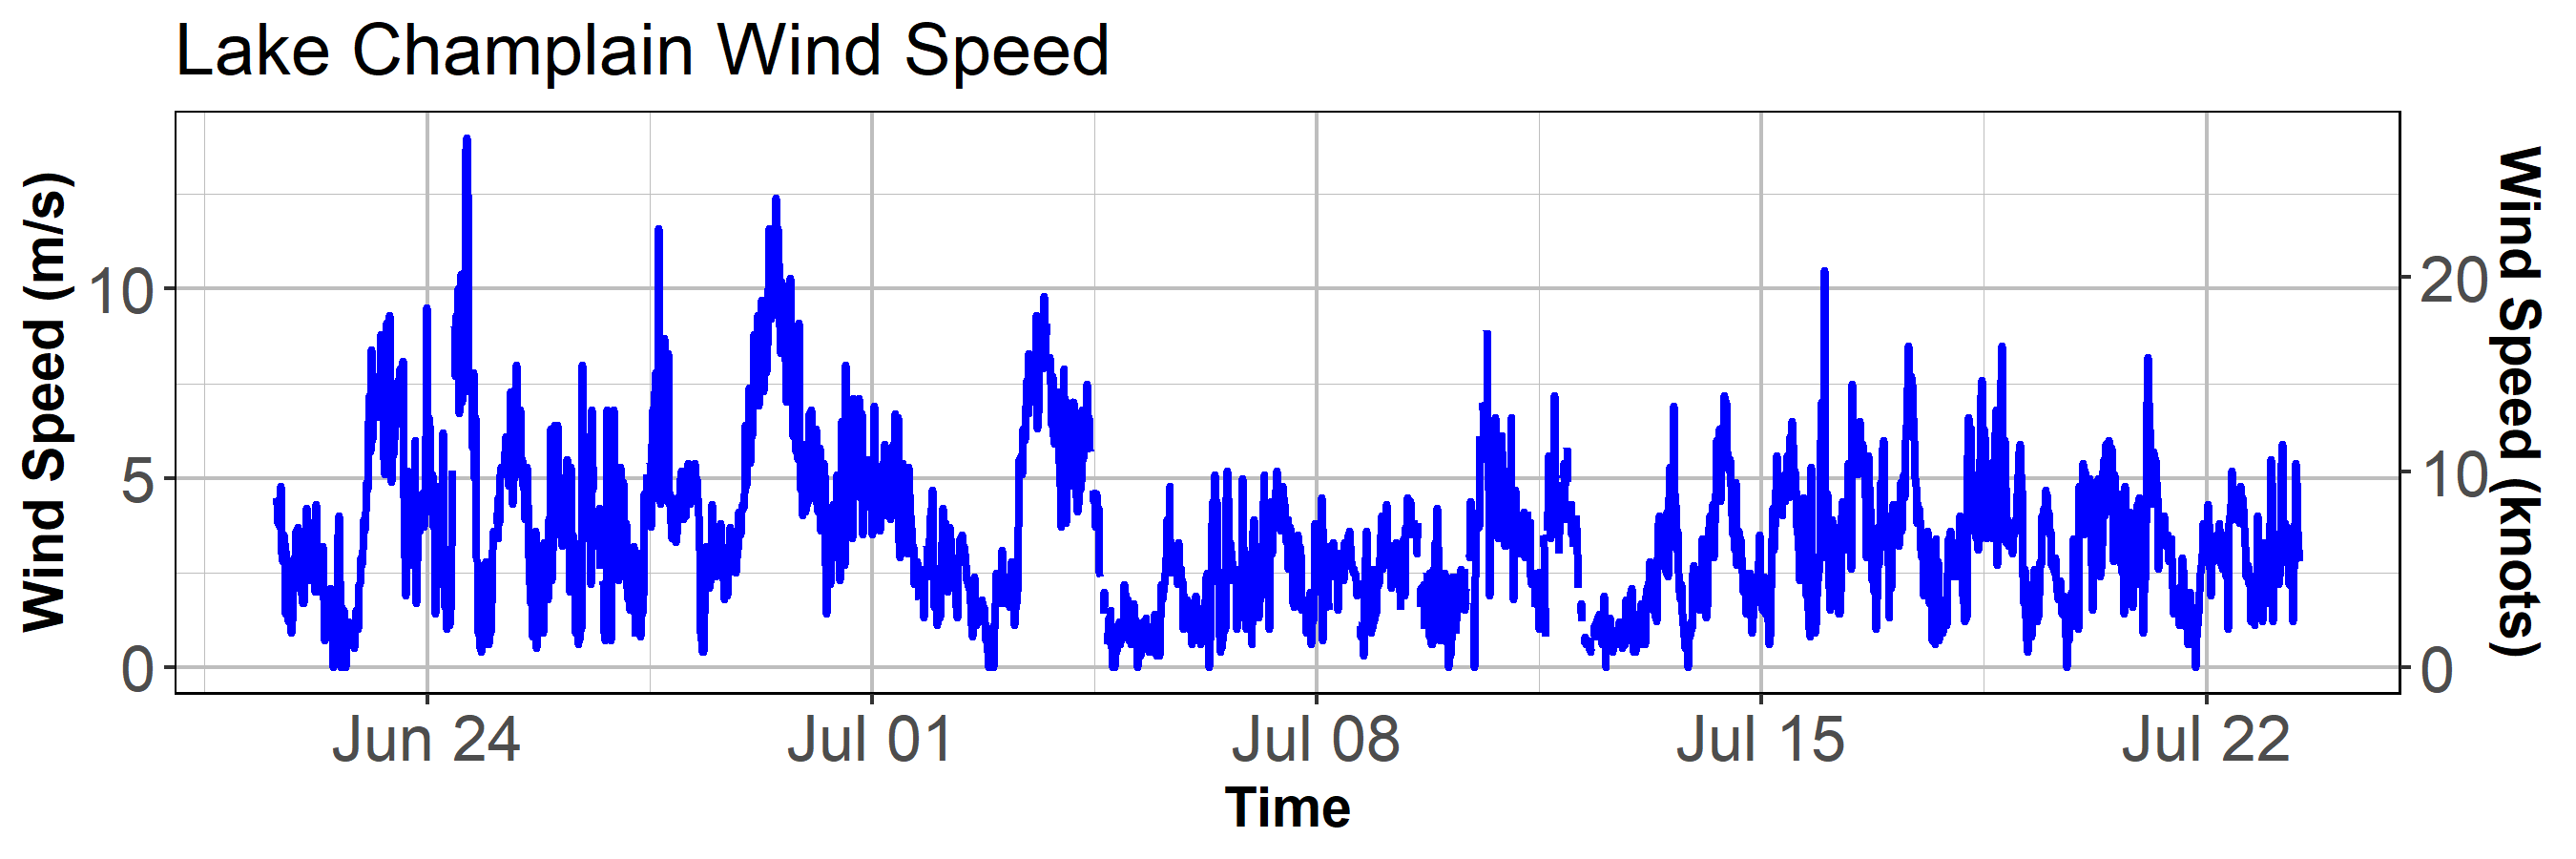 Lake Champlain Wind Speed
Wind Speed (m/s)
10
5
0
20
10
0
Wind Speed (knots)
Jun 24
Jul 01
Jul 08
Jul 15
Jul 22
Time